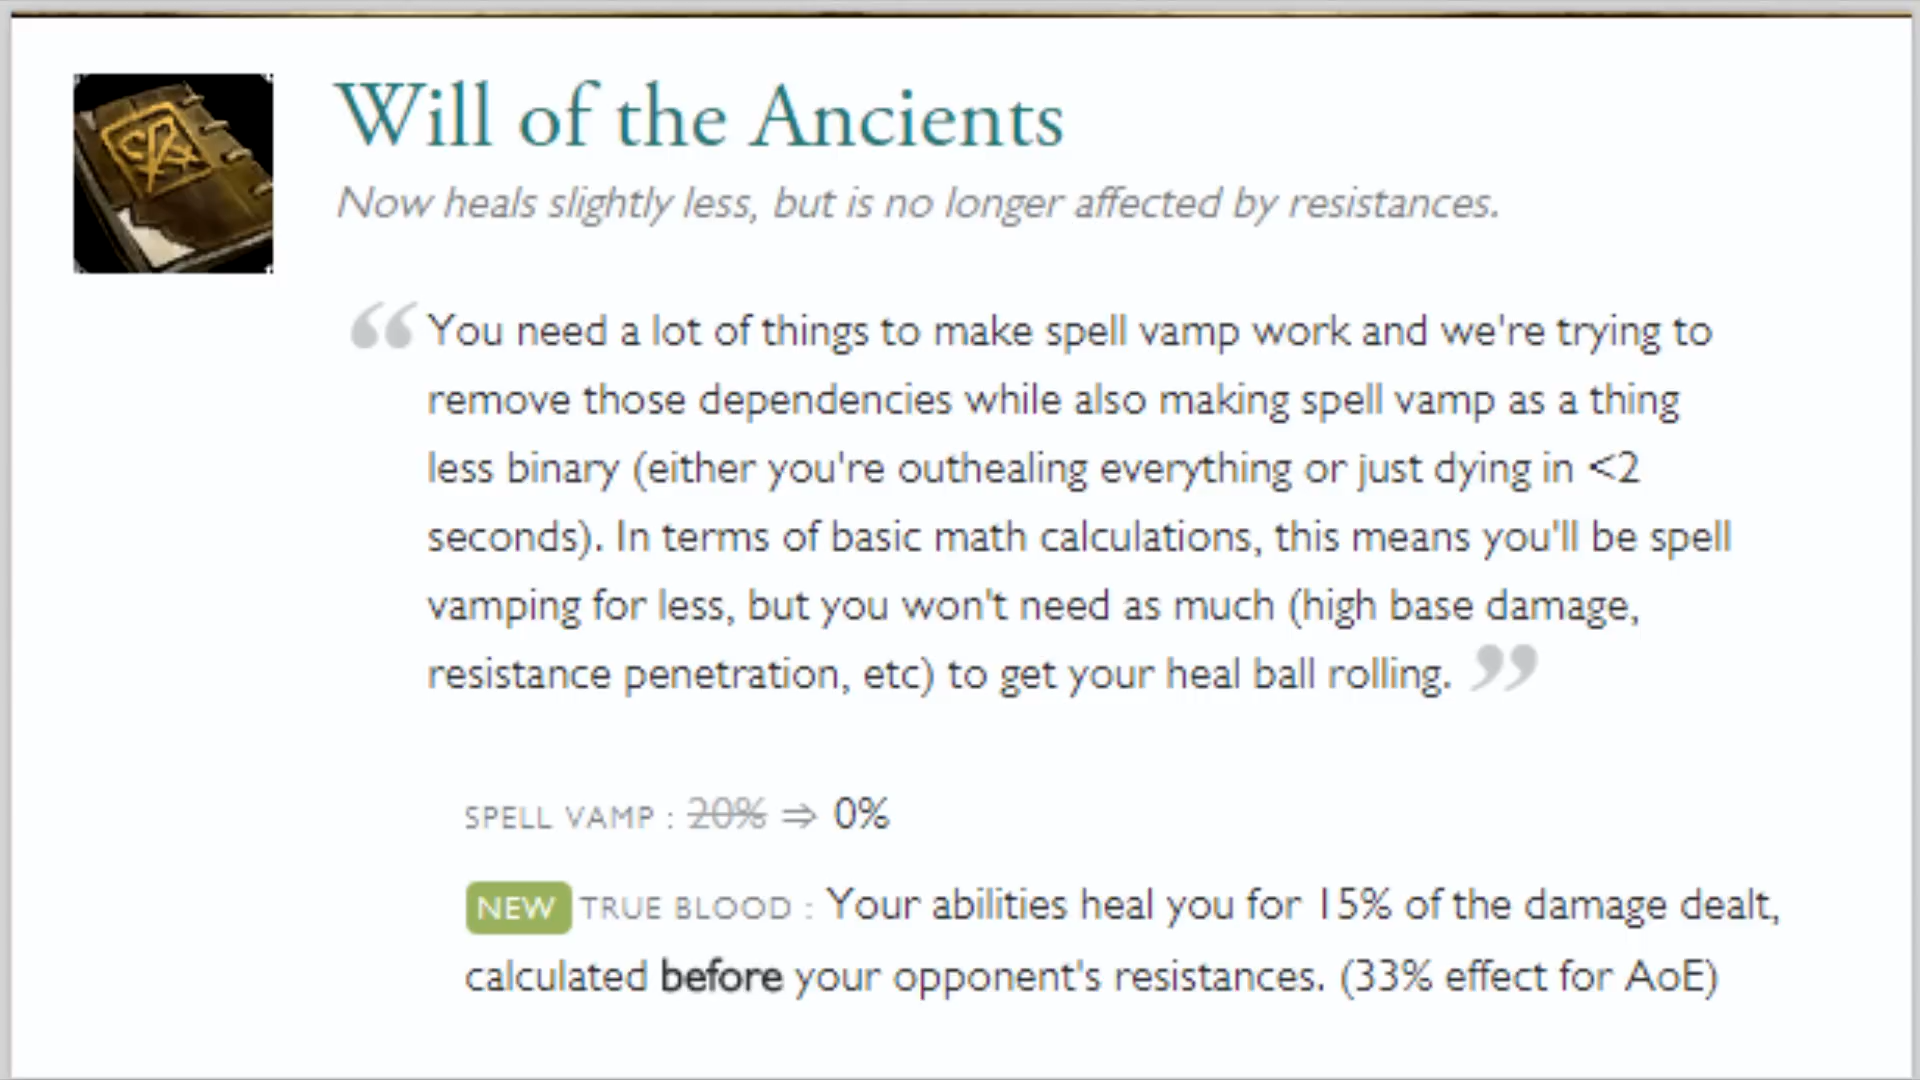 Will of the Ancients
Now heals slightly less, but is no longer affected by resistances.
“You need a lot of things to make spell vamp work and we're trying to
remove those dependencies while also making spell vamp as a thing
less binary (either you're outhealing everything or just dying in <2
seconds). In terms of basic math calculations, this means you'll be spell
vamping for less, but you won't need as much (high base damage,
resistance penetration, etc) to get your heal ball rolling.”
SPELL VAMP : 20% ⇒ 0%
NEW TRUE BLOOD : Your abilities heal you for 15% of the damage dealt,
calculated before your opponent's resistances. (33% effect for AoE)